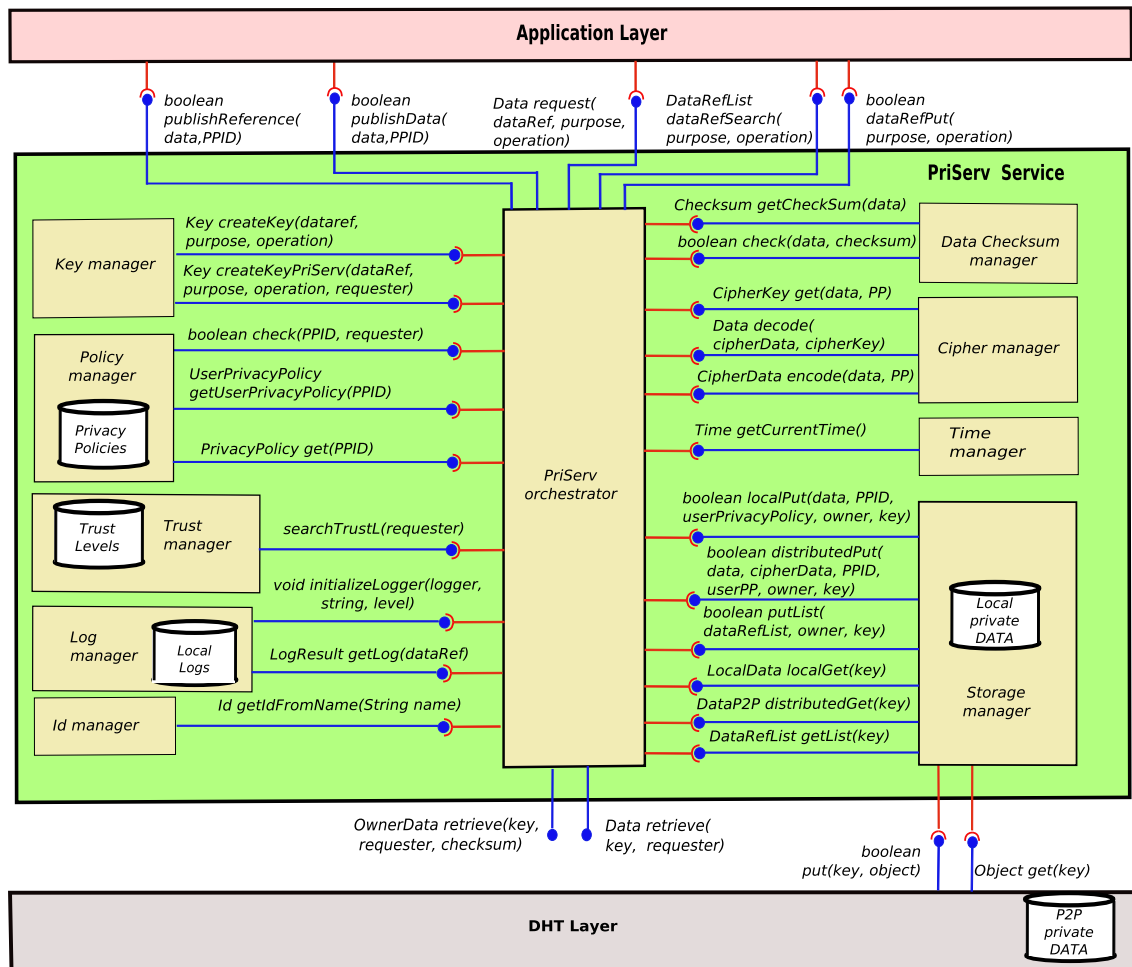 Application Layer
boolean
publishReference(
data,PPID)
boolean
publishData(
data,PPID)
Data request(
dataRef, purpose,
operation)
DataRefList
dataRefSearch(
purpose, operation)
boolean
dataRefPut(
purpose, operation)
PriServ Service
Key manager
Key createKey(dataref,
purpose, operation)
Key createKeyPriServ(dataRef,
purpose, operation, requester)
Policy
manager
Privacy
Policies
boolean check(PPID, requester)
UserPrivacyPolicy
getUserPrivacyPolicy(PPID)
PrivacyPolicy get(PPID)
Trust
Levels
Trust
manager
searchTrustL(requester)
Log
manager
Local
Logs
void initializeLogger(logger,
string, level)
LogResult getLog(dataRef)
Id manager
Id getIdFromName(String name)
PriServ
orchestrator
Checksum getCheckSum(data)
boolean check(data, checksum)
Data Checksum
manager
CipherKey get(data, PP)
Data decode(
cipherData, cipherKey)
CipherData encode(data, PP)
Cipher manager
Time getCurrentTime()
Time
manager
boolean localPut(data, PPID,
userPrivacyPolicy, owner, key)
boolean distributedPut(
data, cipherData, PPID,
userPP, owner, key)
boolean putList(
dataRefList, owner, key)
LocalData localGet(key)
DataP2P distributedGet(key)
DataRefList getList(key)
Local
private
DATA
Storage
manager
OwnerData retrieve(key,
requester, checksum)
Data retrieve(
key, requester)
boolean
put(key, object)
Object get(key)
DHT Layer
P2P
private
DATA